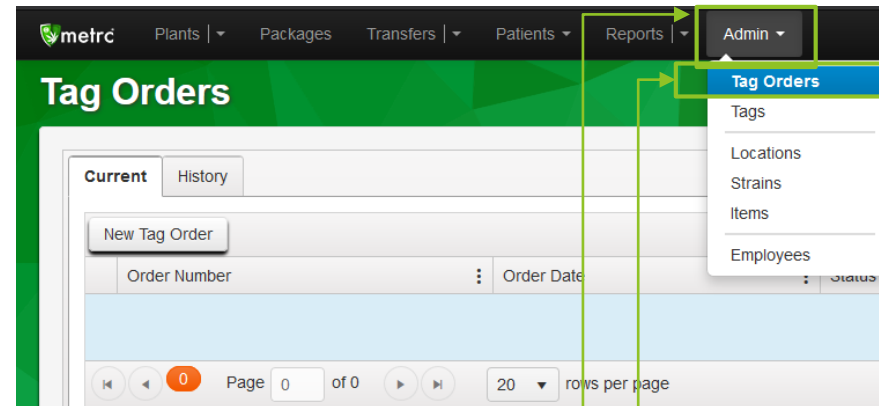 metrc Plants | Packages Transfers | Patients Reports | Admin
Tag Orders
Tag Orders
Tags
Locations
Strains
Items
Employees
Current History
New Tag Order
Order Number Order Date Status
0 Page 0 of 0 20 rows per page